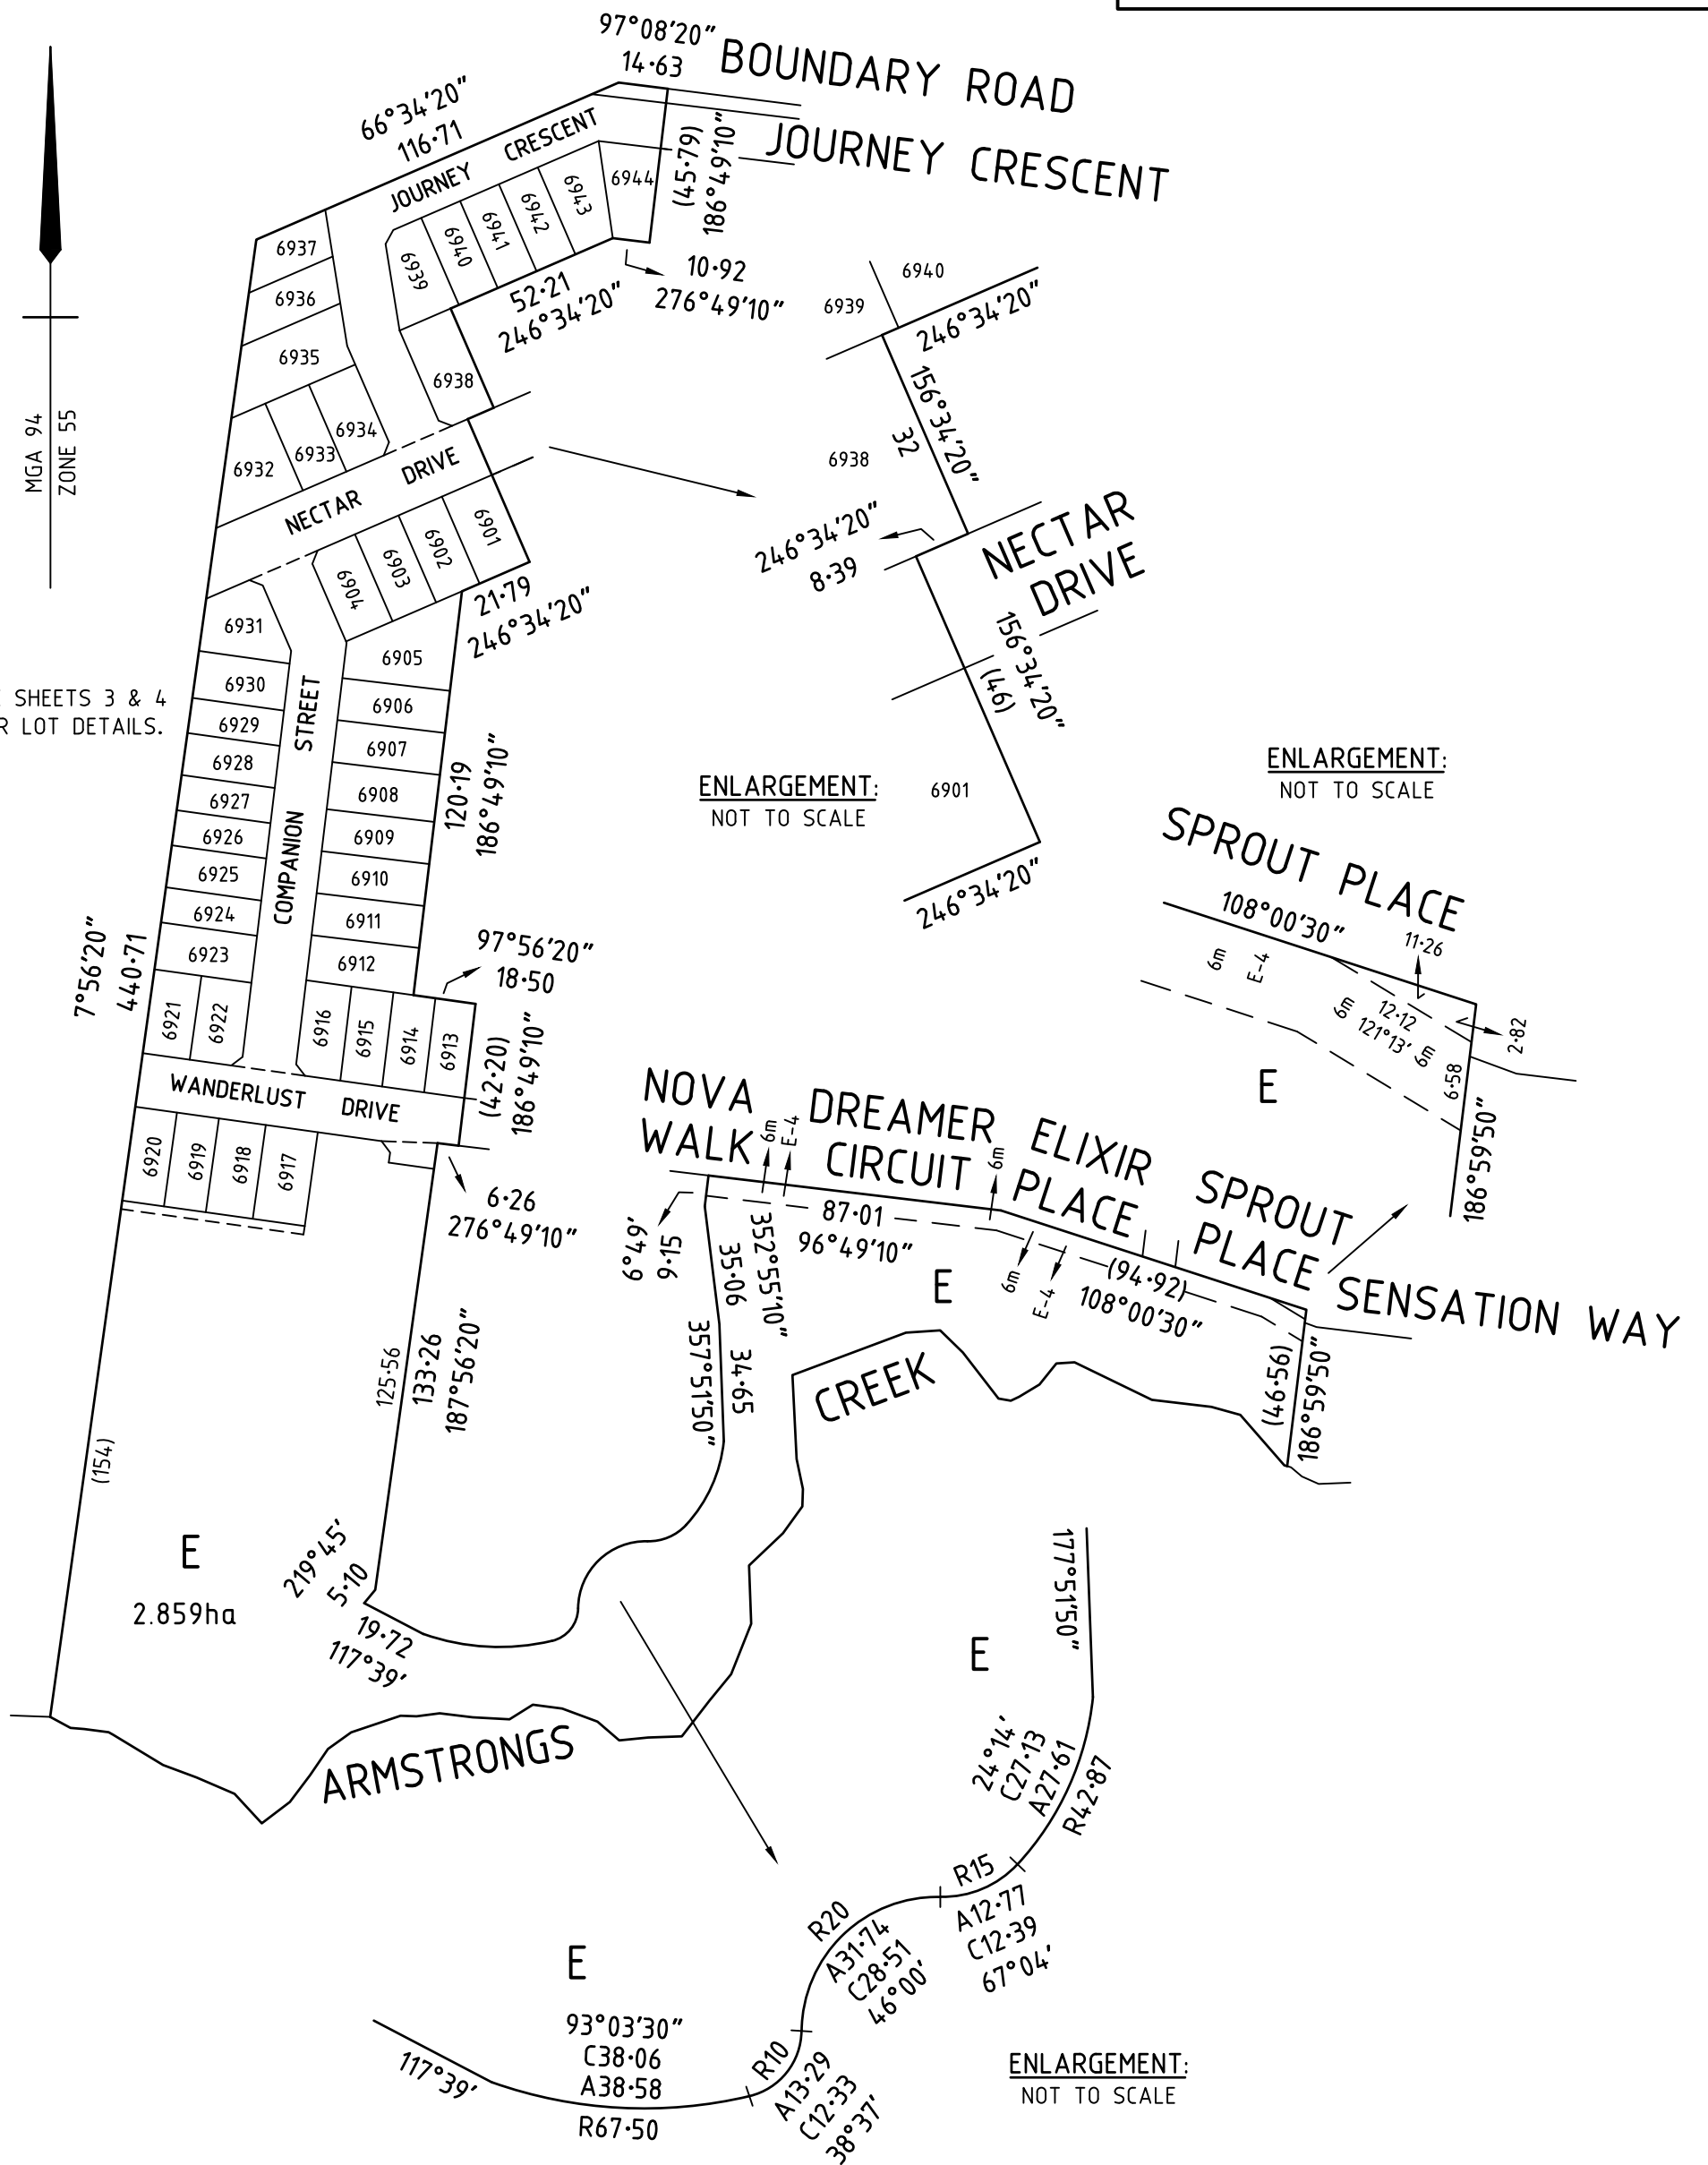 97°08'20"
14·63
BOUNDARY ROAD
66°34'20"
116·71
JOURNEY CRESCENT
JOURNEY CRESCENT
(45·79)
186°49'10"
6944
6943
6942
6941
6940
6939
6937
6936
6935
6938
10·92
276°49'10"
52·21
246°34'20"
6934
6933
6932
NECTAR DRIVE
MGA 94
ZONE 55
6901
6902
6903
6904
21·79
246°34'20"
6940
6939
246°34'20"
156°34'20"
32
6938
246°34'20"
8·39
NECTAR
DRIVE
156°34'20"
(46)
6901
246°34'20"
ENLARGEMENT:
NOT TO SCALE
SHEETS 3 & 4
LOT DETAILS.
6931
6930
6929
6928
6927
6926
6925
6924
6923
6921
6922
COMPANION STREET
6905
6906
6907
6908
6909
6910
6911
6912
120·19
186°49'10"
97°56'20"
18·50
6916
6915
6914
6913
(42·20)
186°49'10"
7°56'20"
440·71
WANDERLUST DRIVE
6920
6919
6918
6917
6·26
276°49'10"
ENLARGEMENT:
NOT TO SCALE
SPROUT PLACE
108°00'30"
11·26
6m
E-4
12·12
6m 121°13' 6m
2·82
6·58
E
186°59'50"
NOVA
WALK
6m
E-4
DREAMER
CIRCUIT
6m
ELIXIR
PLACE
SPROUT
PLACE
SENSATION WAY
6°49'
9·15
87·01
96°49'10"
352°55'10"
35·06
E
6m
E-4
(94·92)
108°00'30"
357°51'50"
34·65
(46·56)
186°59'50"
CREEK
125·56
133·26
187°56'20"
(154)
E
2.859ha
219°45'
5·10
19·72
117°39'
ARMSTRONGS
177°51'50"
E
24°14'
C27·13
A27·61
R42·87
R15
A12·77
C12·39
67°04'
R20
A31·74
C28·51
46°00'
E
93°03'30"
C38·06
A38·58
R67·50
117°39'
R10
A13·29
C12·33
38°37'
ENLARGEMENT:
NOT TO SCALE